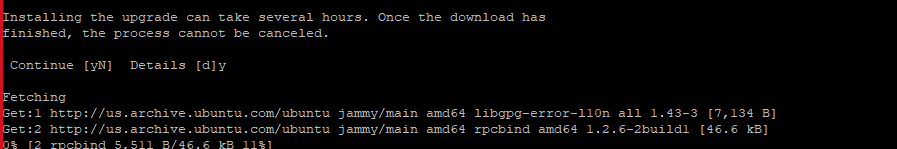 Installing the upgrade can take several hours. Once the download has
finished, the process cannot be canceled.
Continue [yN]  Details [d]y
Fetching
Get:1 http://us.archive.ubuntu.com/ubuntu jammy/main amd64 libgpg-error-l10n all 1.43-3 [7,134 B]
Get:2 http://us.archive.ubuntu.com/ubuntu jammy/main amd64 rpcbind amd64 1.2.6-2build1 [46.6 kB]
0% [2 rpcbind 5,511 B/46.6 kB 11%]